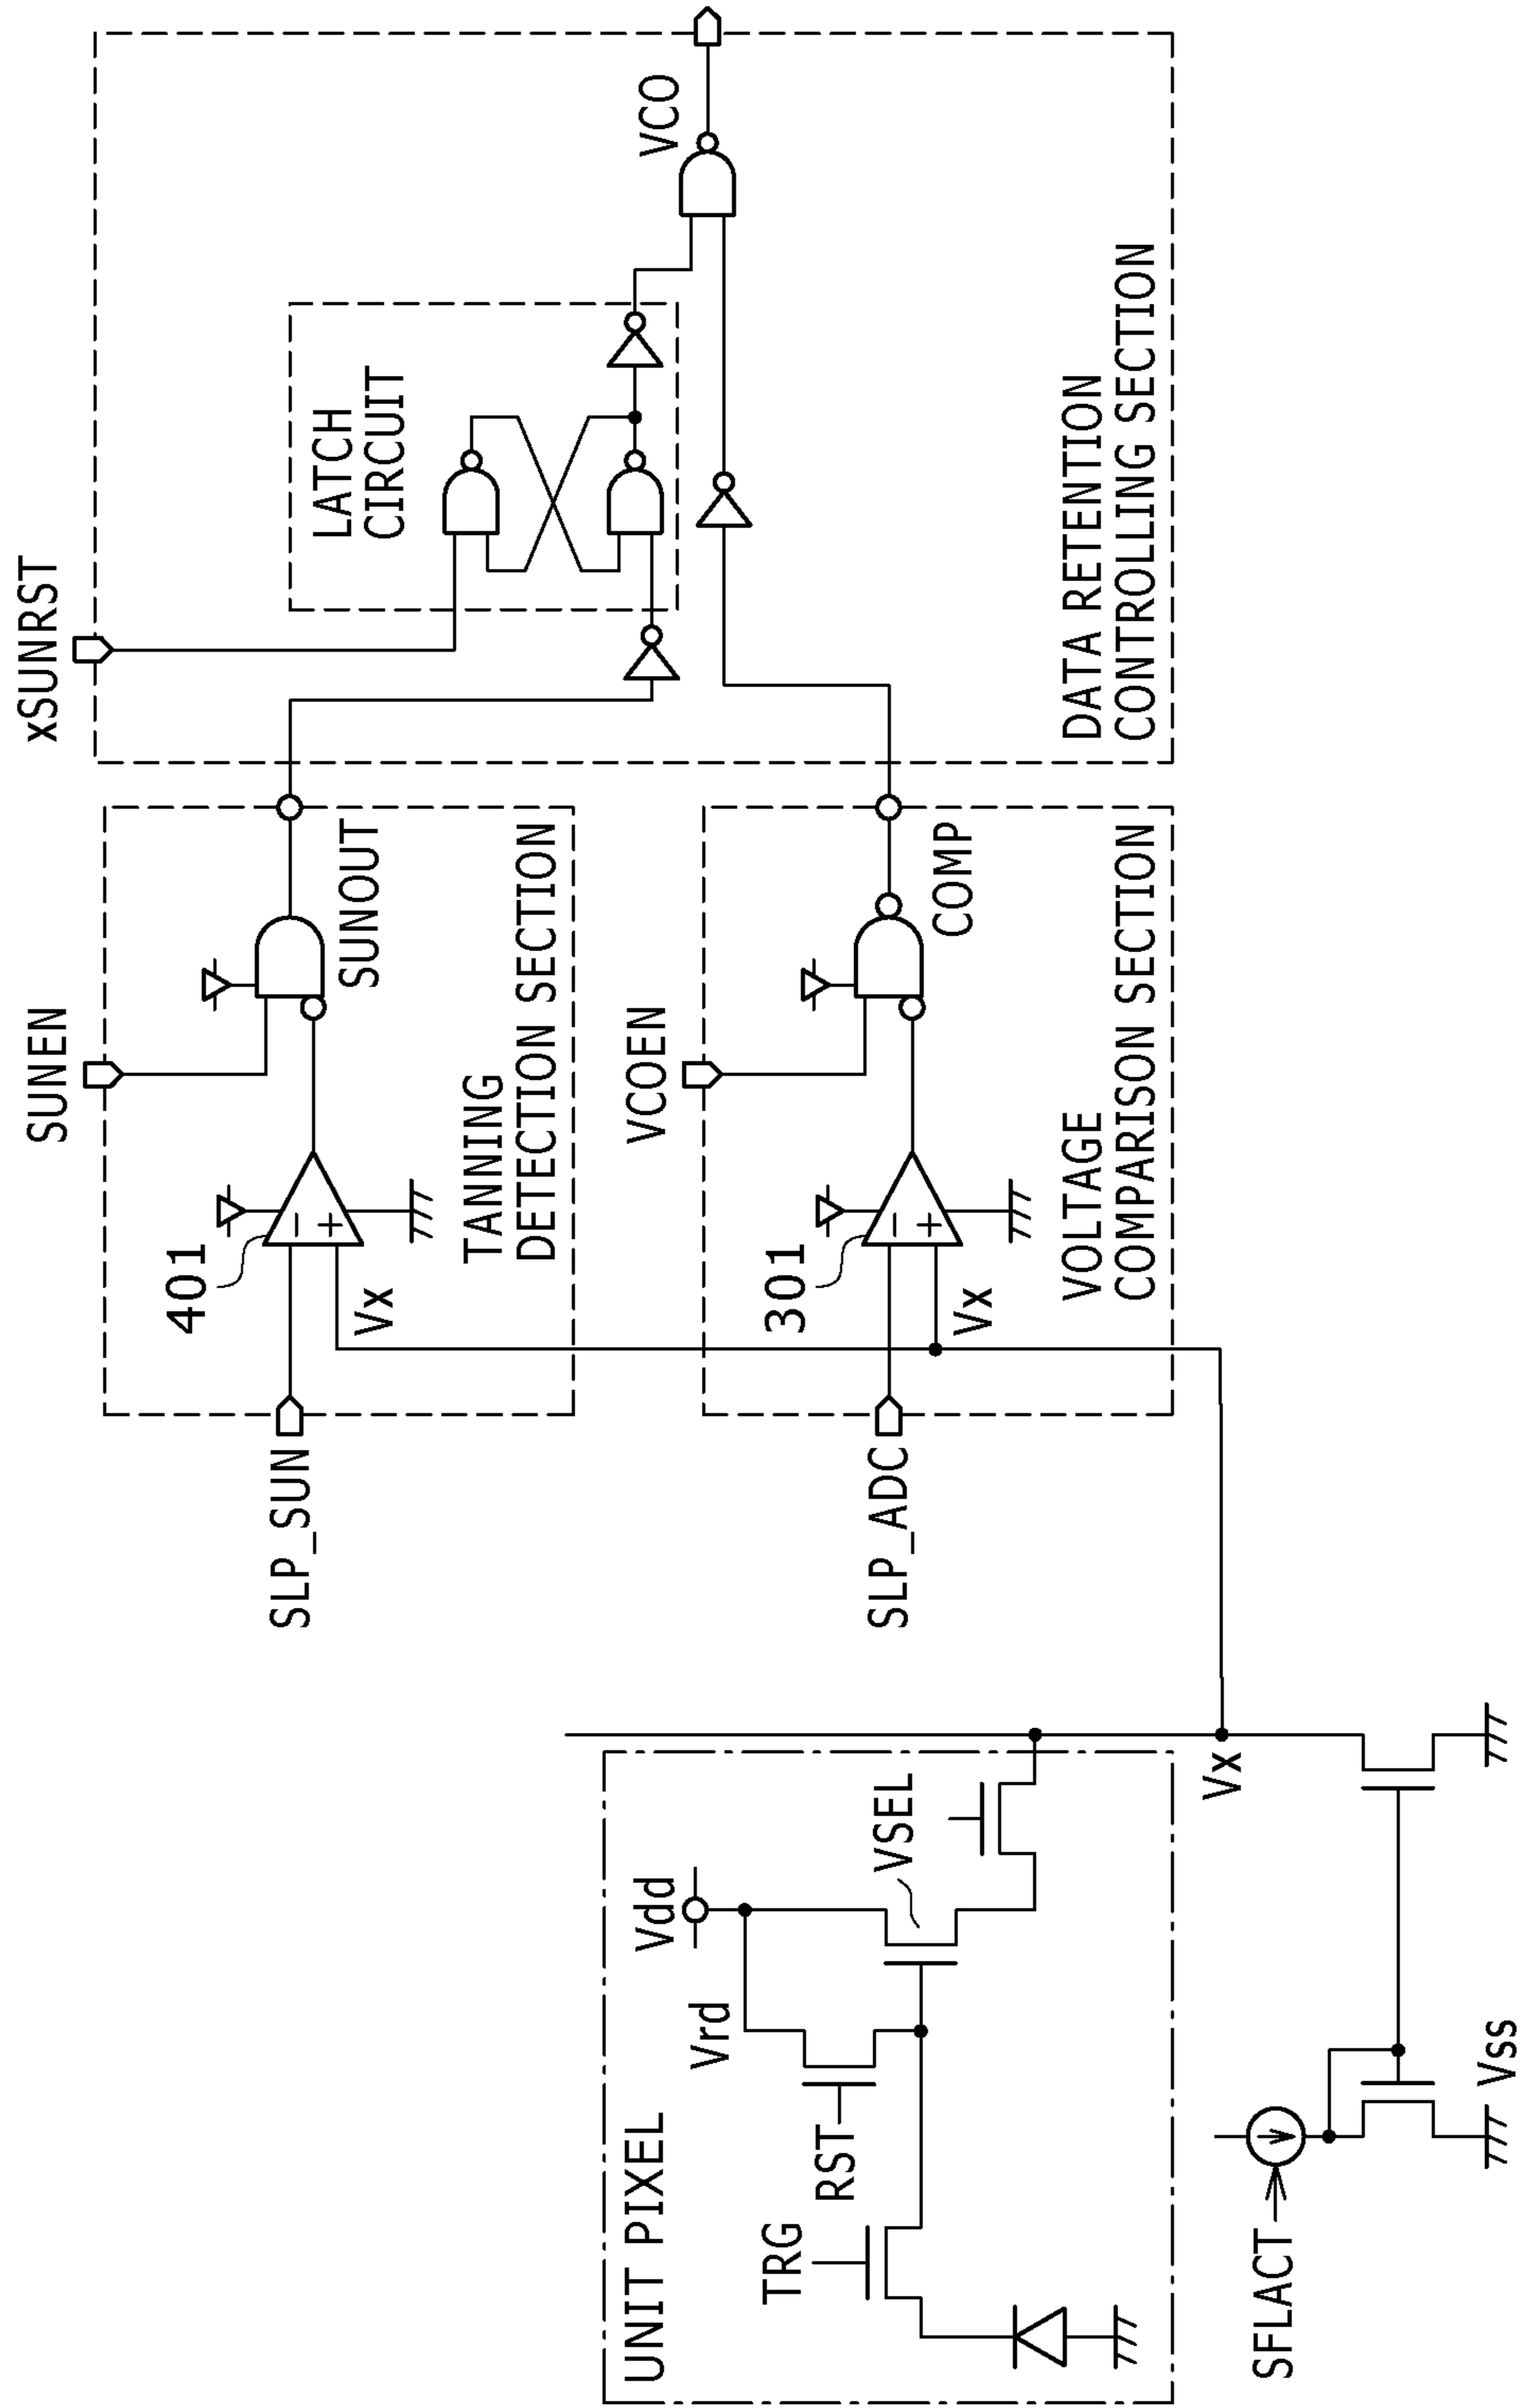 UNIT PIXEL
TRG
RST
Vrd
Vdd
VSEL
SFLACT
Vss
Vx
SLP_SUN
401
Vx
SUNEN
SUNOUT
TANNING
DETECTION SECTION
SLP_ADC
301
Vx
VCOEN
COMP
VOLTAGE
COMPARISON SECTION
xSUNRST
LATCH
CIRCUIT
VCO
DATA RETENTION
CONTROLLING SECTION